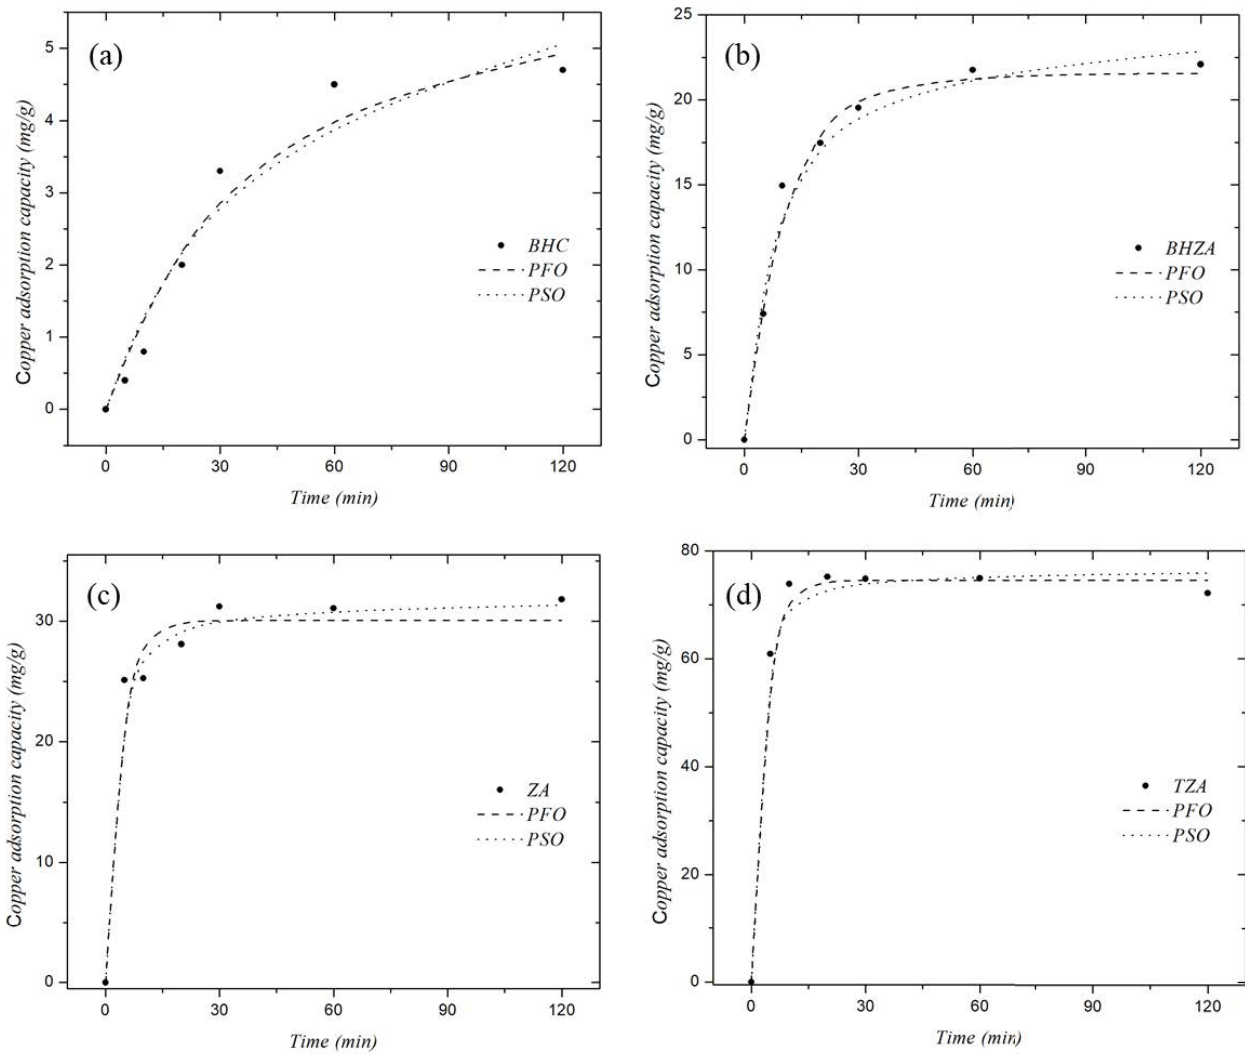 (a)
Copper adsorption capacity (mg/g)
5
4
3
2
1
0
BHC
PFO
PSO
0 30 60 90 120
Time (min)
(b)
Copper adsorption capacity (mg/g)
25
20
15
10
5
0
BHZA
PFO
PSO
0 30 60 90 120
Time (min)
(c)
Copper adsorption capacity (mg/g)
30
20
10
0
ZA
PFO
PSO
0 30 60 90 120
Time (min)
(d)
Copper adsorption capacity (mg/g)
80
60
40
20
0
TZA
PFO
PSO
0 30 60 90 120
Time (min)